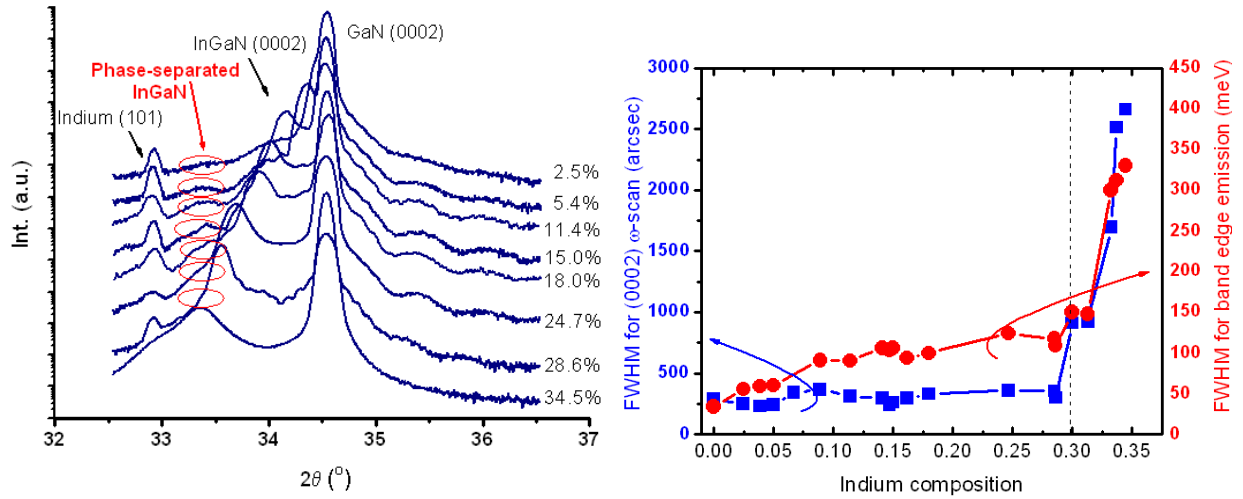 InGaN (0002)
GaN (0002)
Phase-separated
InGaN
Indium (101)
Int. (a.u.)
2.5%
5.4%
11.4%
15.0%
18.0%
24.7%
28.6%
34.5%
32 33 34 35 36 37
2θ (°)
FWHM for (0002) ω-scan (arcsec)
3000
2500
2000
1500
1000
500
0
450
400
350
300
250
200
150
100
50
0
FWHM for band edge emission (meV)
0.00 0.05 0.10 0.15 0.20 0.25 0.30 0.35
Indium composition